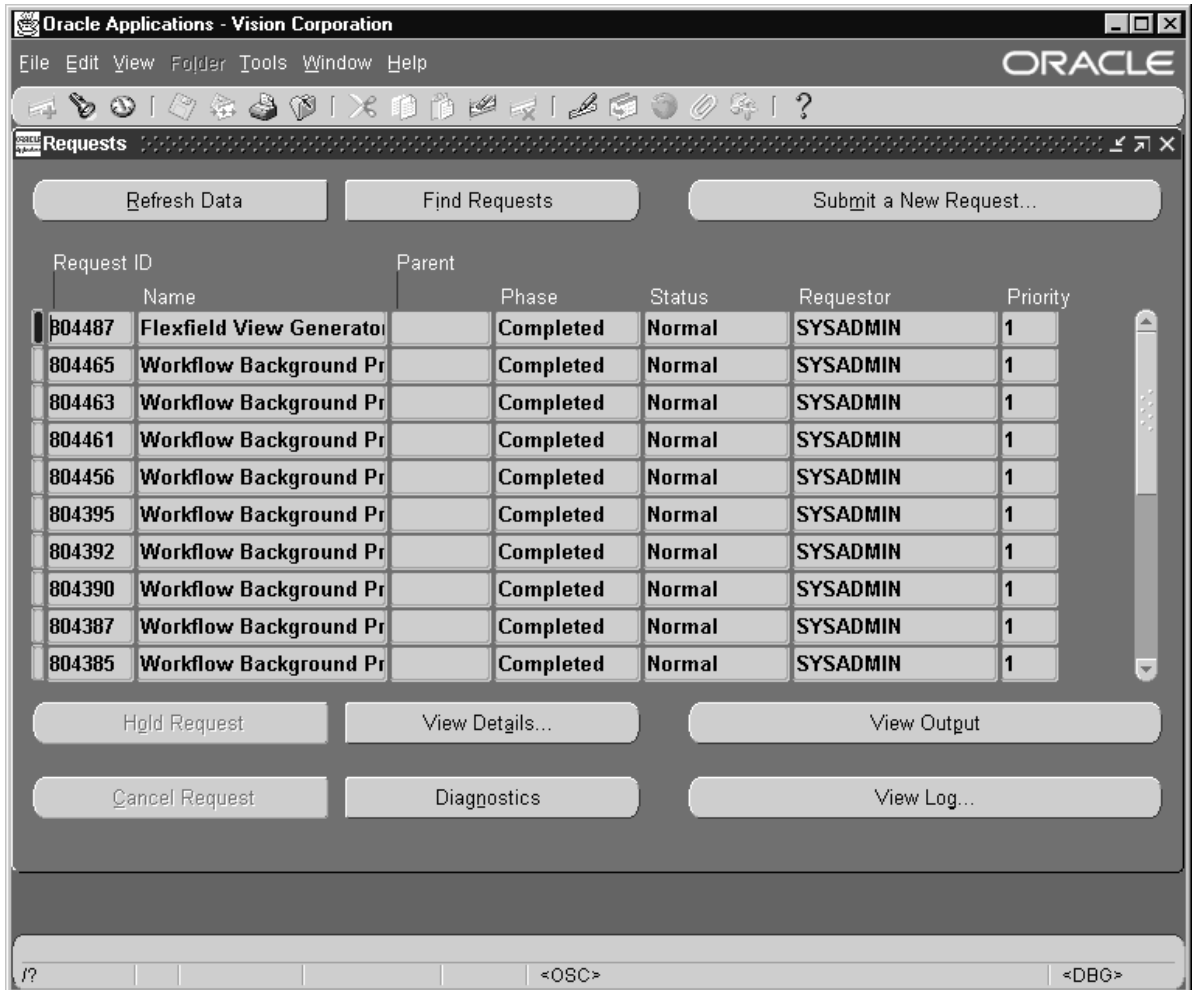 Oracle Applications - Vision Corporation
File Edit View Folder Tools Window Help ORACLE
Requests
Refresh Data Find Requests Submit a New Request...
Request ID Parent
Name Phase Status Requestor Priority
804487 Flexfield View Generator Completed Normal SYSADMIN 1
804465 Workflow Background Pr Completed Normal SYSADMIN 1
804463 Workflow Background Pr Completed Normal SYSADMIN 1
804461 Workflow Background Pr Completed Normal SYSADMIN 1
804456 Workflow Background Pr Completed Normal SYSADMIN 1
804395 Workflow Background Pr Completed Normal SYSADMIN 1
804392 Workflow Background Pr Completed Normal SYSADMIN 1
804390 Workflow Background Pr Completed Normal SYSADMIN 1
804387 Workflow Background Pr Completed Normal SYSADMIN 1
804385 Workflow Background Pr Completed Normal SYSADMIN 1
Hold Request View Details... View Output
Cancel Request Diagnostics View Log...
/? <OSC> <DBG>